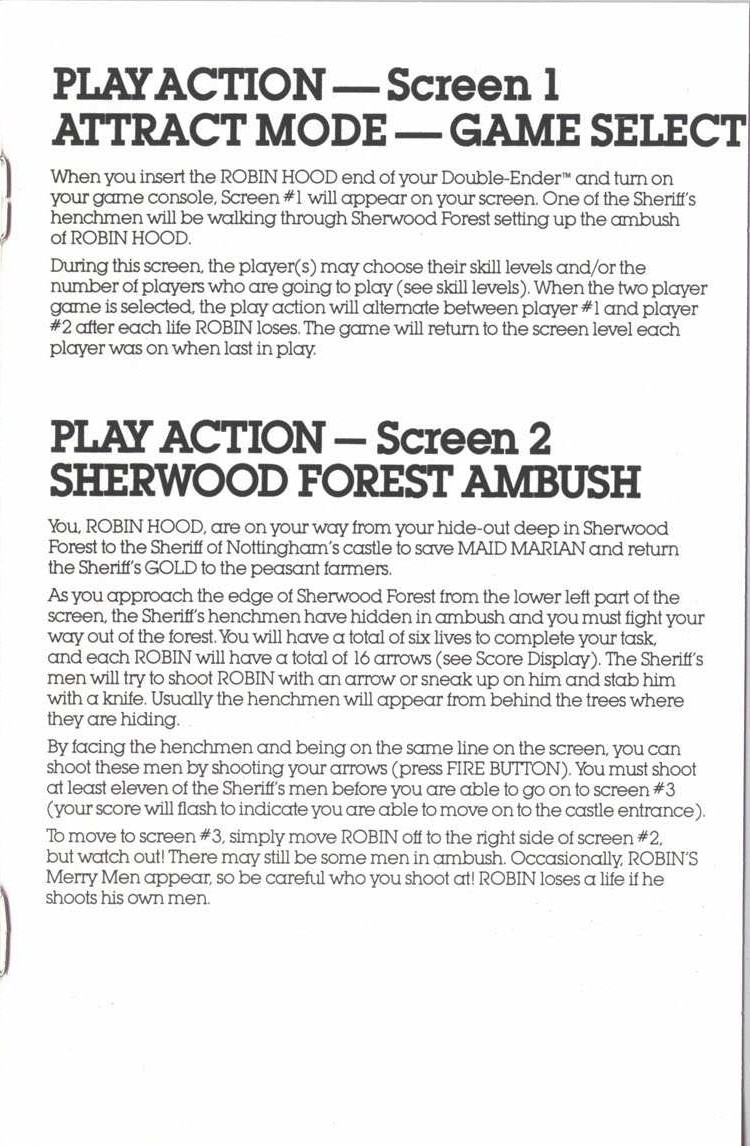 PLAY ACTION — Screen 1
ATTRACT MODE — GAME SELECT
When you insert the ROBIN HOOD end of your Double-Ender™ and turn on
your game console, Screen #1 will appear on your screen. One of the Sheriff's
henchmen will be walking through Sherwood Forest setting up the ambush
of ROBIN HOOD.
During this screen, the player(s) may choose their skill levels and/or the
number of players who are going to play (see skill levels). When the two player
game is selected, the play action will alternate between player #1 and player
#2 after each life ROBIN loses. The game will return to the screen level each
player was on when last in play.
PLAY ACTION — Screen 2
SHERWOOD FOREST AMBUSH
You, ROBIN HOOD, are on your way from your hide-out deep in Sherwood
Forest to the Sheriff of Nottingham's castle to save MAID MARIAN and return
the Sheriff's GOLD to the peasant farmers.
As you approach the edge of Sherwood Forest from the lower left part of the
screen, the Sheriff's henchmen have hidden in ambush and you must fight your
way out of the forest. You will have a total of six lives to complete your task,
and each ROBIN will have a total of 16 arrows (see Score Display). The Sheriff's
men will try to shoot ROBIN with an arrow or sneak up on him and stab him
with a knife. Usually the henchmen will appear from behind the trees where
they are hiding.
By facing the henchmen and being on the same line on the screen, you can
shoot these men by shooting your arrows (press FIRE BUTTON). You must shoot
at least eleven of the Sheriff's men before you are able to go on to screen #3
(your score will flash to indicate you are able to move on to the castle entrance).
To move to screen #3, simply move ROBIN off to the right side of screen #2,
but watch out! There may still be some men in ambush. Occasionally, ROBIN'S
Merry Men appear, so be careful who you shoot at! ROBIN loses a life if he
shoots his own men.